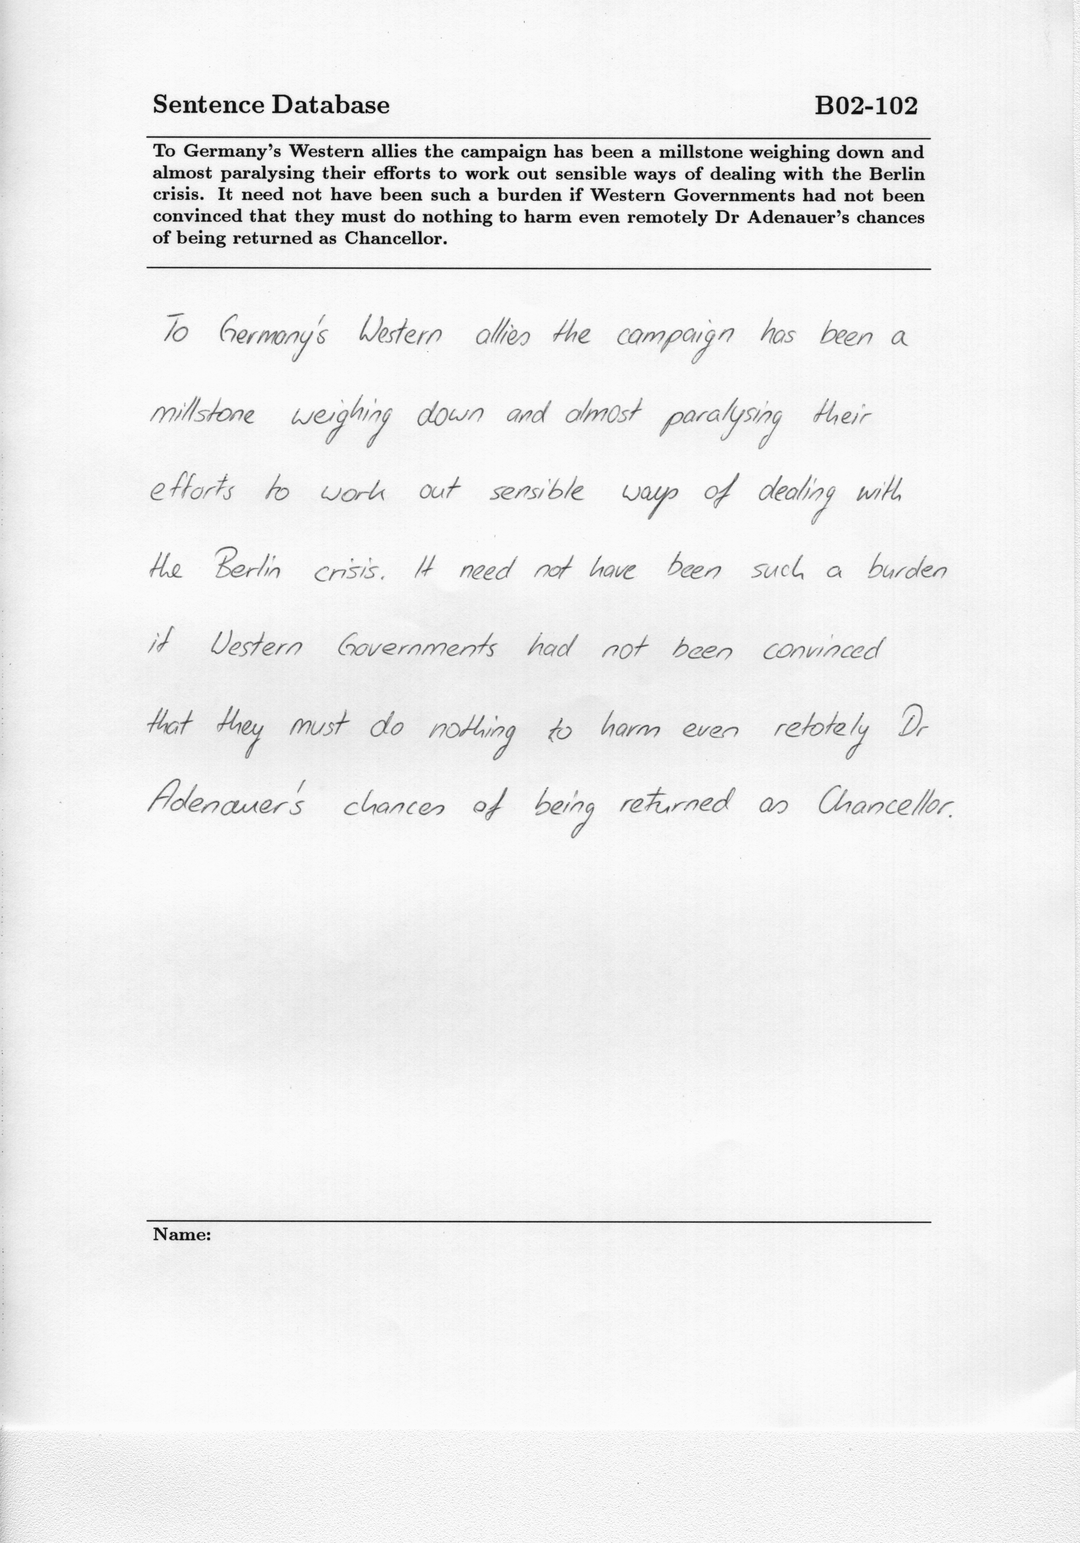 Sentence Database B02-102
To Germany's Western allies the campaign has been a millstone weighing down and
almost paralysing their efforts to work out sensible ways of dealing with the Berlin
crisis. It need not have been such a burden if Western Governments had not been
convinced that they must do nothing to harm even remotely Dr Adenauer's chances
of being returned as Chancellor.
To Germany's Western allies the campaign has been a
millstone weighing down and almost paralysing their
efforts to work out sensible ways of dealing with
the Berlin crisis. It need not have been such a burden
if Western Governments had not been convinced
that they must do nothing to harm even retotely Dr
Adenauer's chances of being returned as Chancellor.
Name: